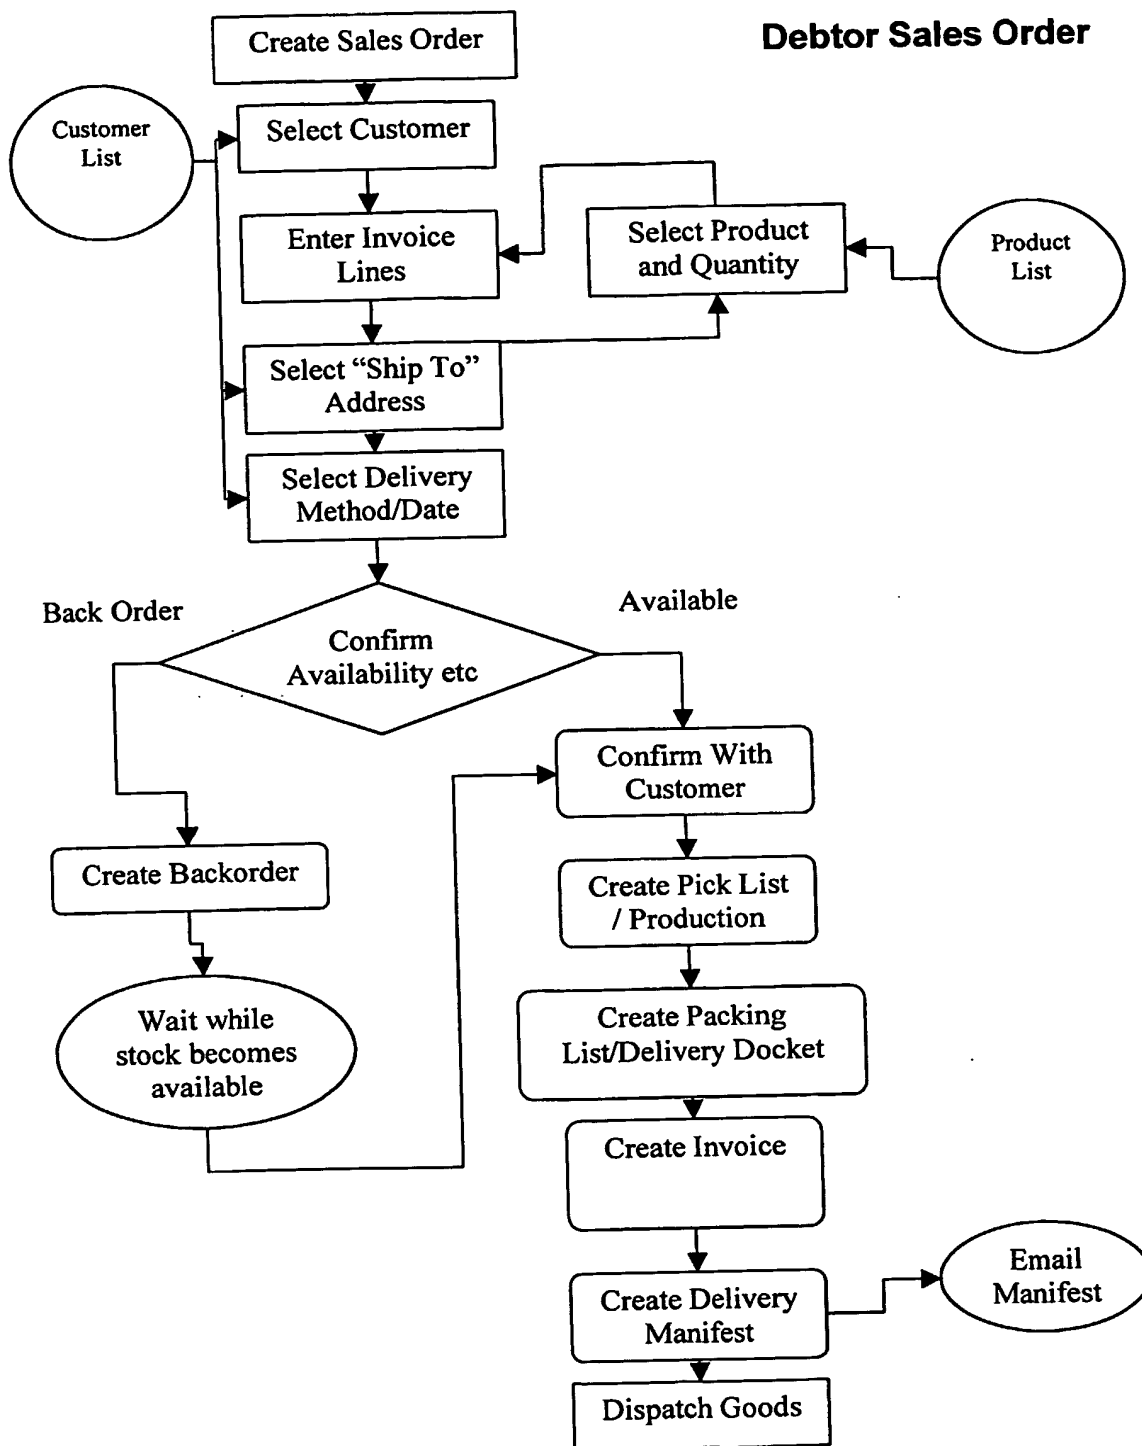 Debtor Sales Order
Create Sales Order
Customer
List
Select Customer
Enter Invoice
Lines
Select Product
and Quantity
Product
List
Select “Ship To”
Address
Select Delivery
Method/Date
Back Order
Available
Confirm
Availability etc
Confirm With
Customer
Create Backorder
Create Pick List
/ Production
Wait while
stock becomes
available
Create Packing
List/Delivery Docket
Create Invoice
Email
Manifest
Create Delivery
Manifest
Dispatch Goods